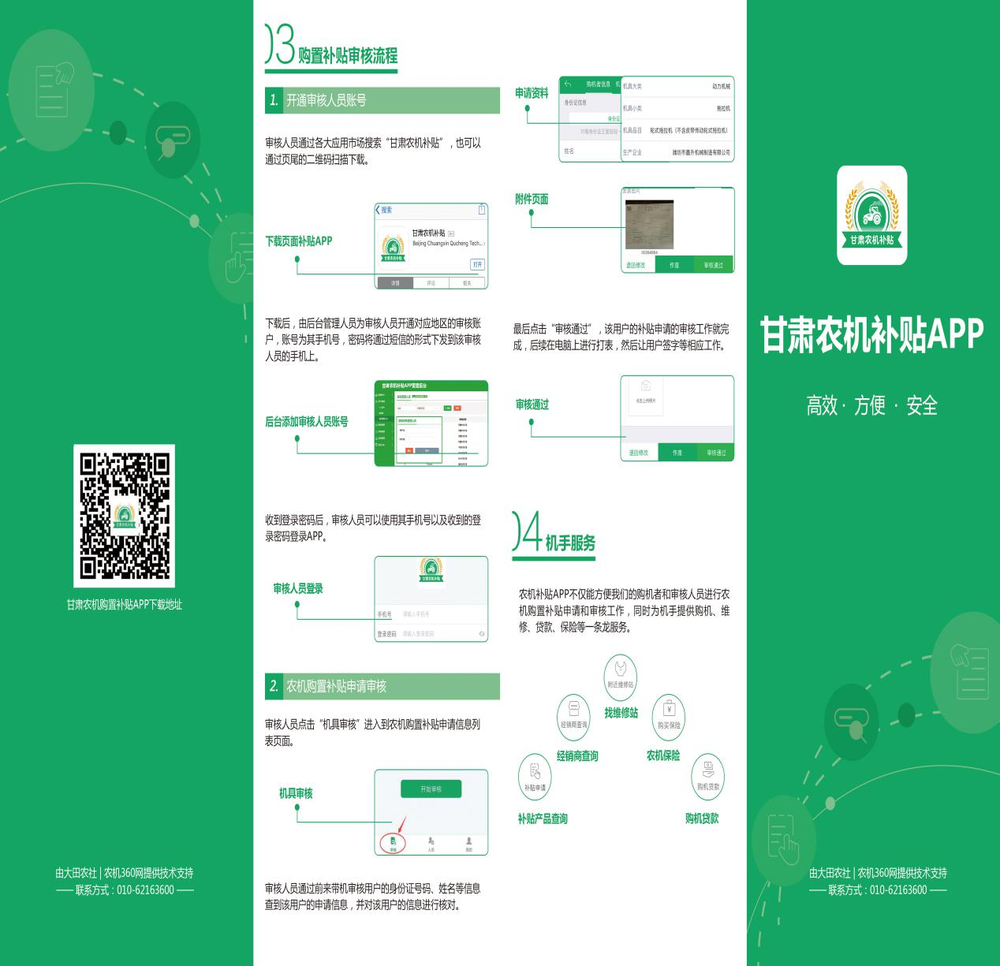 甘肃农机补贴
甘肃农机购置补贴APP下载地址
由大田农社 | 农机360网提供技术支持
联系方式：010-62163600
03 购置补贴审核流程
1. 开通审核人员账号
审核人员通过各大应用市场搜索“甘肃农机补贴”，也可以
通过页尾的二维码扫描下载。
下载页面补贴APP
搜索
甘肃农机补贴
Beijing Chuangxin Qucheng Tech...
打开
甘肃农机补贴
详情
评论
相关
下载后，由后台管理人员为审核人员开通对应地区的审核账
户，账号为其手机号，密码将通过短信的形式下发到该审核
人员的手机上。
后台添加审核人员账号
甘肃农机补贴APP管理后台
收到登录密码后，审核人员可以使用其手机号以及收到的登
录密码登录APP。
审核人员登录
甘肃农机补贴
手机号 请输入手机号
登录密码 请输入登录密码
2. 农机购置补贴申请审核
审核人员点击“机具审核”进入到农机购置补贴申请信息列
表页面。
机具审核
开始审核
审核
人员
我的
审核人员通过前来带机审核用户的身份证号码、姓名等信息
查到该用户的申请信息，并对该用户的信息进行核对。
申请资料
购机者信息 机
身份证信息
身份证
对着身份证正面轻轻一
姓名
机具大类 动力机械
机具小类 拖拉机
机具品目 轮式拖拉机（不含皮带传动轮式拖拉机）
生产企业 潍坊市鑫升机械制造有限公司
附件页面
发票图片
退回修改
作废
审核通过
最后点击“审核通过”，该用户的补贴申请的审核工作就完
成，后续在电脑上进行打表，然后让用户签字等相应工作。
审核通过
点击上传照片
退回修改
作废
审核通过
04 机手服务
农机补贴APP不仅能方便我们的购机者和审核人员进行农
机购置补贴申请和审核工作，同时为机手提供购机、维
修、贷款、保险等一条龙服务。
附近维修站
找维修站
经销商查询
经销商查询
购买保险
农机保险
补贴申请
补贴产品查询
购机贷款
购机贷款
甘肃农机补贴
甘肃农机补贴APP
高效 · 方便 · 安全
由大田农社 | 农机360网提供技术支持
联系方式：010-62163600